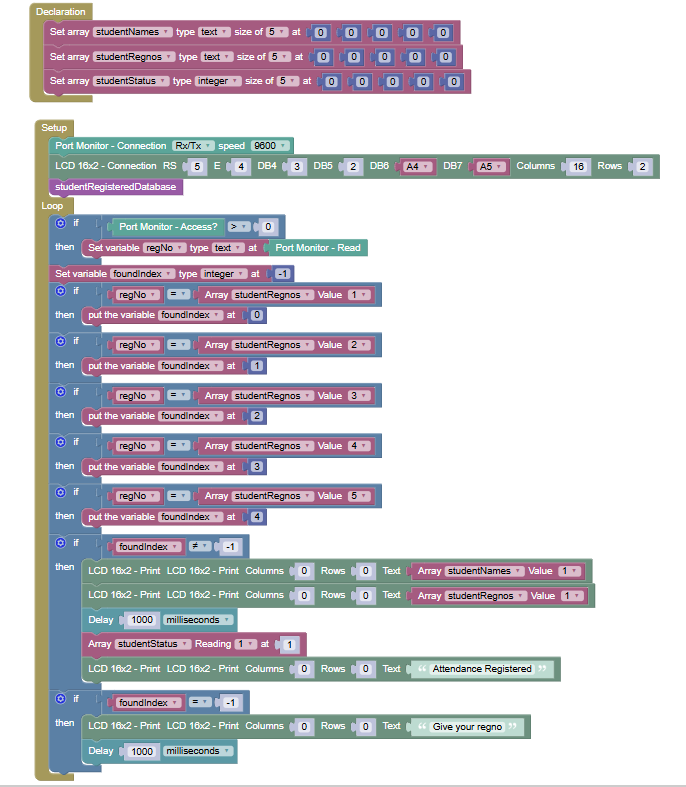 Declaration
Set array studentNames type text size of 5 at 0 0 0 0 0
Set array studentRegnos type text size of 5 at 0 0 0 0 0
Set array studentStatus type integer size of 5 at 0 0 0 0 0
Setup
Port Monitor - Connection Rx/Tx speed 9600
LCD 16x2 - Connection RS 5 E 4 DB4 3 DB5 2 DB6 A4 DB7 A5 Columns 16 Rows 2
studentRegisteredDatabase
Loop
if Port Monitor - Access? > 0
then Set variable regNo type text at Port Monitor - Read
Set variable foundIndex type integer at -1
if regNo = Array studentRegnos Value 1
then put the variable foundIndex at 0
if regNo = Array studentRegnos Value 2
then put the variable foundIndex at 1
if regNo = Array studentRegnos Value 3
then put the variable foundIndex at 2
if regNo = Array studentRegnos Value 4
then put the variable foundIndex at 3
if regNo = Array studentRegnos Value 5
then put the variable foundIndex at 4
if foundIndex ≠ -1
then LCD 16x2 - Print LCD 16x2 - Print Columns 0 Rows 0 Text Array studentNames Value 1
LCD 16x2 - Print LCD 16x2 - Print Columns 0 Rows 0 Text Array studentRegnos Value 1
Delay 1000 milliseconds
Array studentStatus Reading 1 at 1
LCD 16x2 - Print LCD 16x2 - Print Columns 0 Rows 0 Text “ Attendance Registered ”
if foundIndex = -1
then LCD 16x2 - Print LCD 16x2 - Print Columns 0 Rows 0 Text “ Give your regno ”
Delay 1000 milliseconds